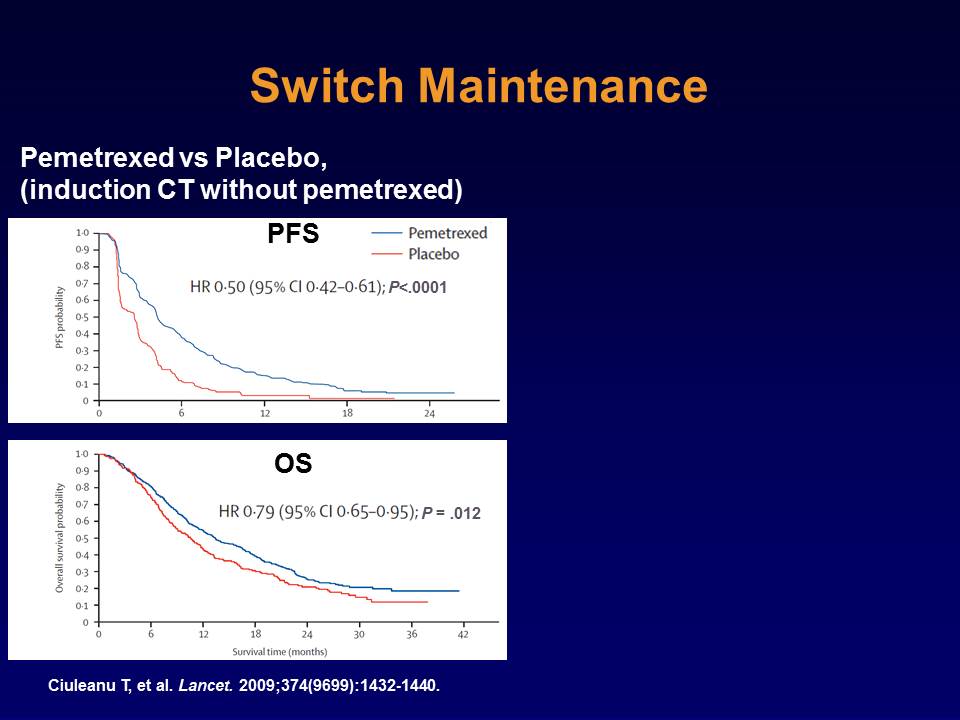 Switch Maintenance
Pemetrexed vs Placebo,
(induction CT without pemetrexed)
PFS
Pemetrexed
Placebo
HR 0·50 (95% CI 0·42–0·61); P<.0001
PFS probability
1·0
0·9
0·8
0·7
0·6
0·5
0·4
0·3
0·2
0·1
0
0 6 12 18 24
OS
HR 0·79 (95% CI 0·65–0·95); P = .012
Overall survival probability
1·0
0·9
0·8
0·7
0·6
0·5
0·4
0·3
0·2
0·1
0
0 6 12 18 24 30 36 42
Survival time (months)
Ciuleanu T, et al. Lancet. 2009;374(9699):1432-1440.